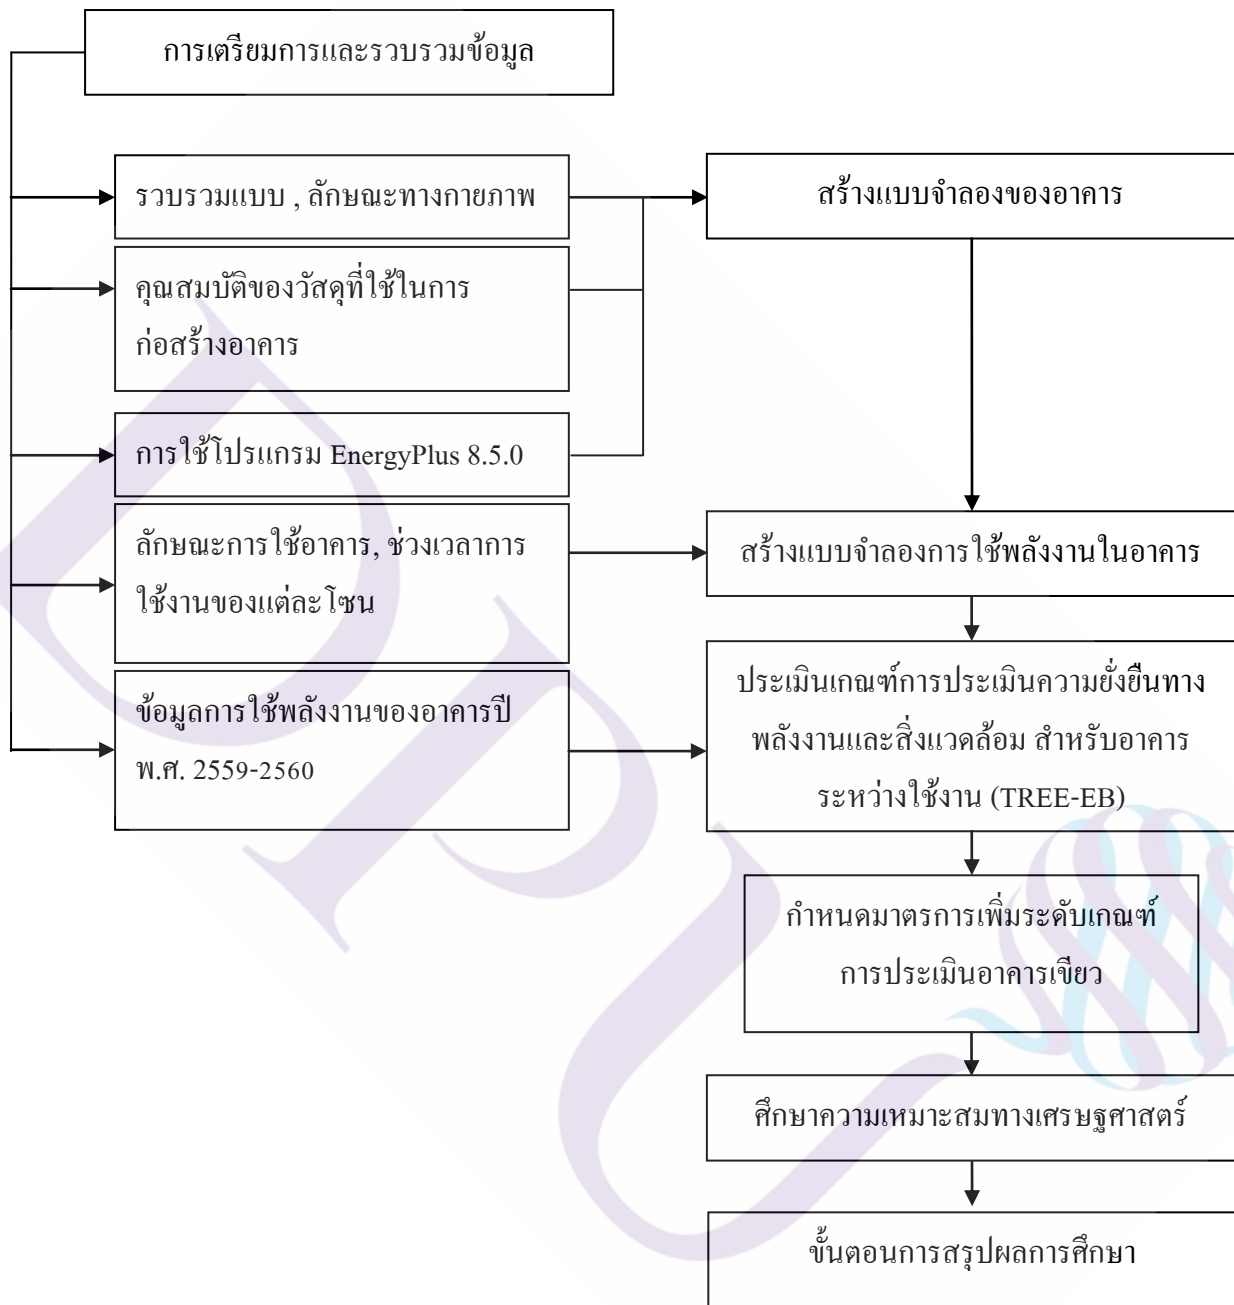 การเตรียมการและรวบรวมข้อมูล
รวบรวมแบบ , ลักษณะทางกายภาพ
สร้างแบบจำลองของอาคาร
คุณสมบัติของวัสดุที่ใช้ในการ
ก่อสร้างอาคาร
การใช้โปรแกรม EnergyPlus 8.5.0
ลักษณะการใช้อาคาร, ช่วงเวลาการ
ใช้งานของแต่ละโซน
สร้างแบบจำลองการใช้พลังงานในอาคาร
ข้อมูลการใช้พลังงานของอาคารปี
พ.ศ. 2559-2560
ประเมินเกณฑ์การประเมินความยั่งยืนทาง
พลังงานและสิ่งแวดล้อม สำหรับอาคาร
ระหว่างใช้งาน (TREE-EB)
กำหนดมาตรการเพิ่มระดับเกณฑ์
การประเมินอาคารเขียว
ศึกษาความเหมาะสมทางเศรษฐศาสตร์
ขั้นตอนการสรุปผลการศึกษา
DPU